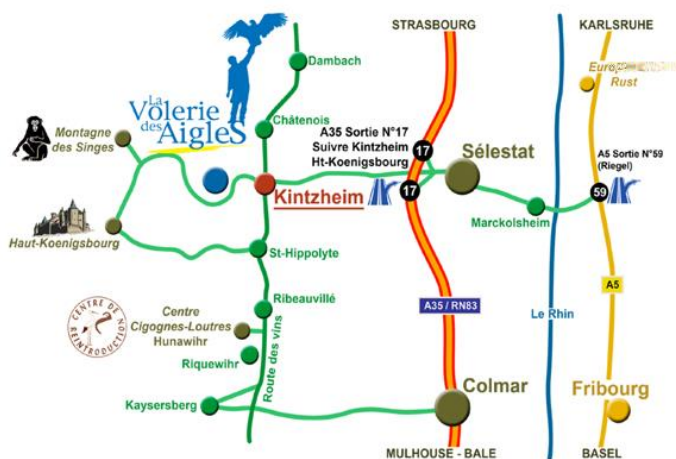 STRASBOURG
KARLSRUHE
Dambach
Rust
La
Volerie
des Aigles
Châtenois
A35 Sortie N°17
Suivre Kintzheim
Ht-Koenigsbourg
17
17
Montagne
des Singes
Sélestat
A5 Sortie N°59
(Riegel)
59
Kintzheim
Marckolsheim
Haut-Koenigsbourg
St-Hippolyte
A5
Ribeauvillé
A35 / RN83
Le Rhin
CENTRE DE
REINTRODUCTION
Centre
Cigognes-Loutres
Hunawihr
Riquewihr
Route des vins
Kaysersberg
Colmar
Fribourg
MULHOUSE - BALE
BASEL